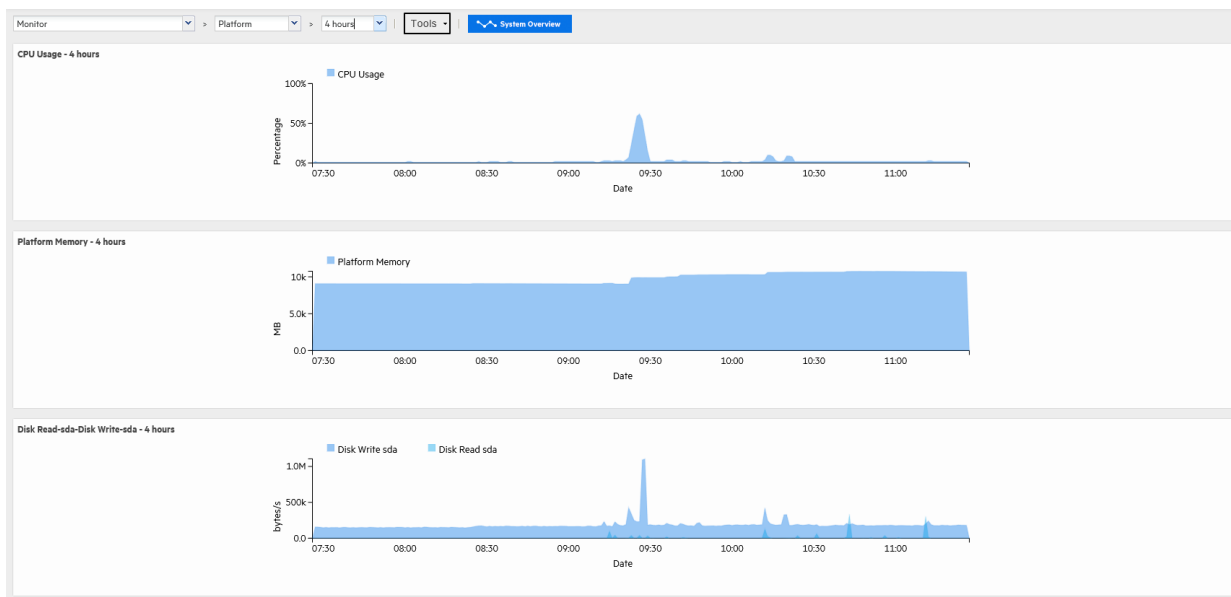 Monitor > Platform > 4 hours | Tools | System Overview
CPU Usage - 4 hours
CPU Usage
100%
50%
0%
Percentage
07:30 08:00 08:30 09:00 09:30 10:00 10:30 11:00
Date
Platform Memory - 4 hours
Platform Memory
10k
5.0k
0.0
MB
07:30 08:00 08:30 09:00 09:30 10:00 10:30 11:00
Date
Disk Read-sda-Disk Write-sda - 4 hours
Disk Write sda Disk Read sda
1.0M
500k
0.0
bytes/s
07:30 08:00 08:30 09:00 09:30 10:00 10:30 11:00
Date